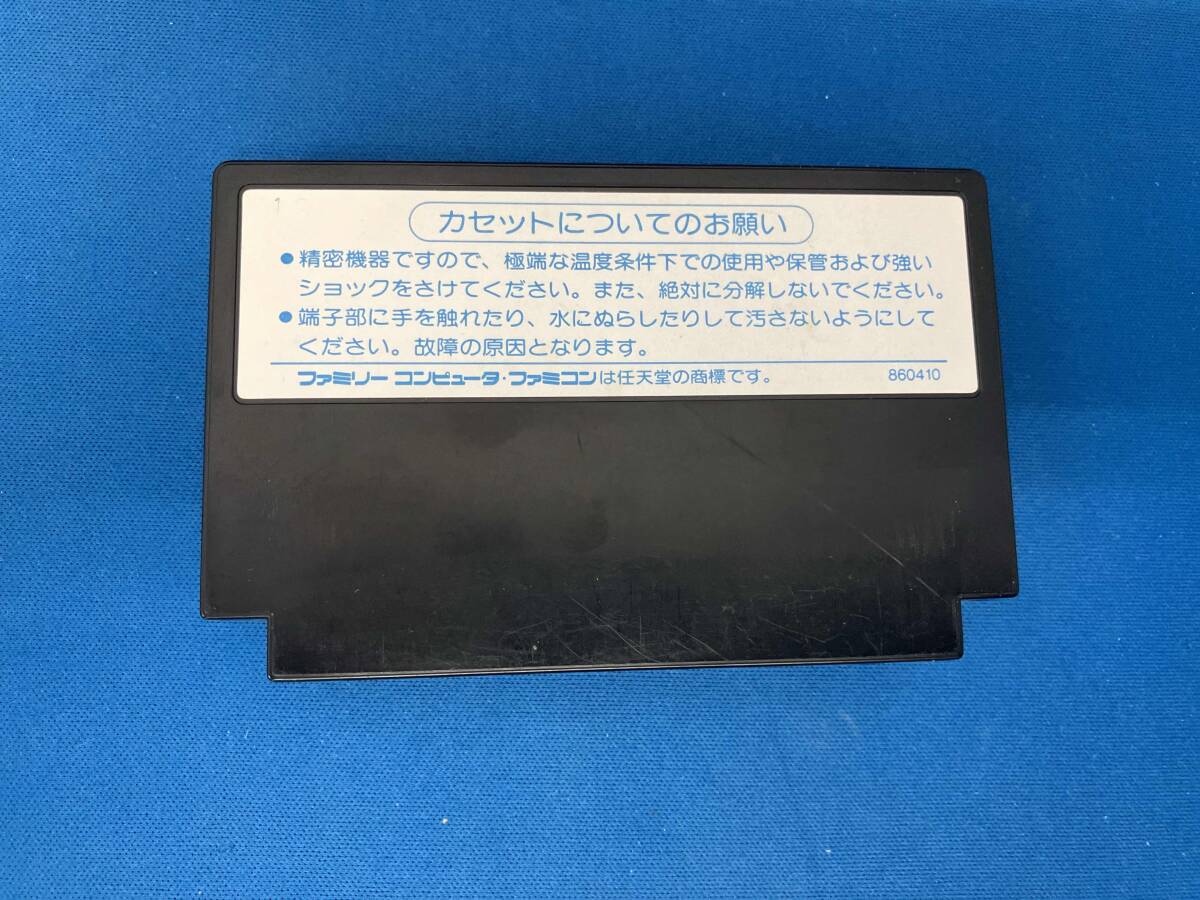 カセットについてのお願い
●精密機器ですので、極端な温度条件下での使用や保管および強い
ショックをさけてください。また、絶対に分解しないでください。
●端子部に手を触れたり、水にぬらしたりして汚さないようにして
ください。故障の原因となります。
ファミリー コンピュータ・ファミコンは任天堂の商標です。 860410